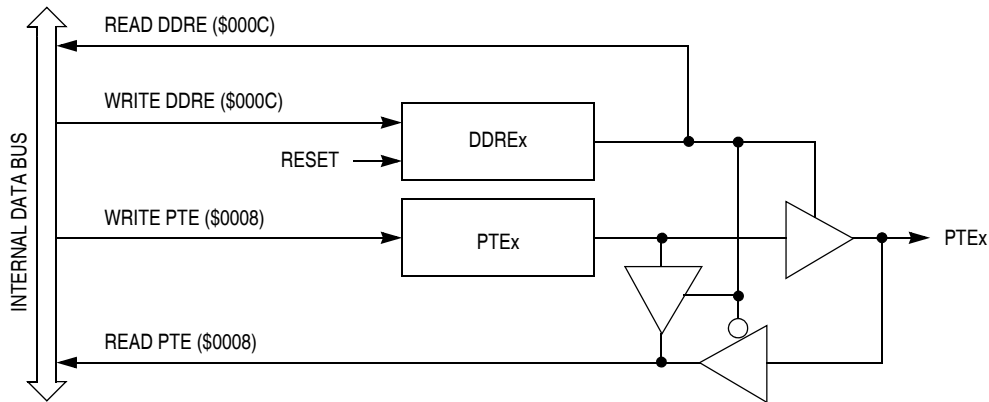 READ DDRE ($000C)
WRITE DDRE ($000C)
DDREx
RESET
INTERNAL DATA BUS
WRITE PTE ($0008)
PTEx
PTEx
READ PTE ($0008)